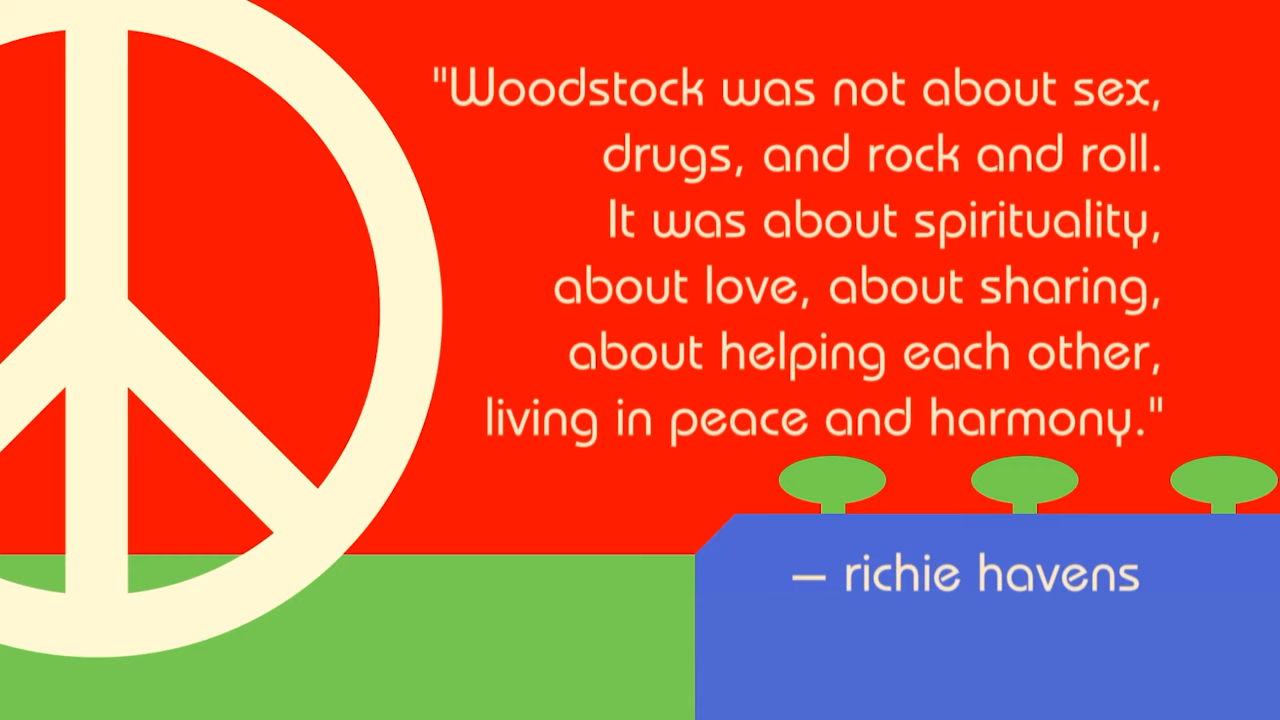 "Woodstock was not about sex,
drugs, and rock and roll.
It was about spirituality,
about love, about sharing,
about helping each other,
living in peace and harmony."
— richie havens